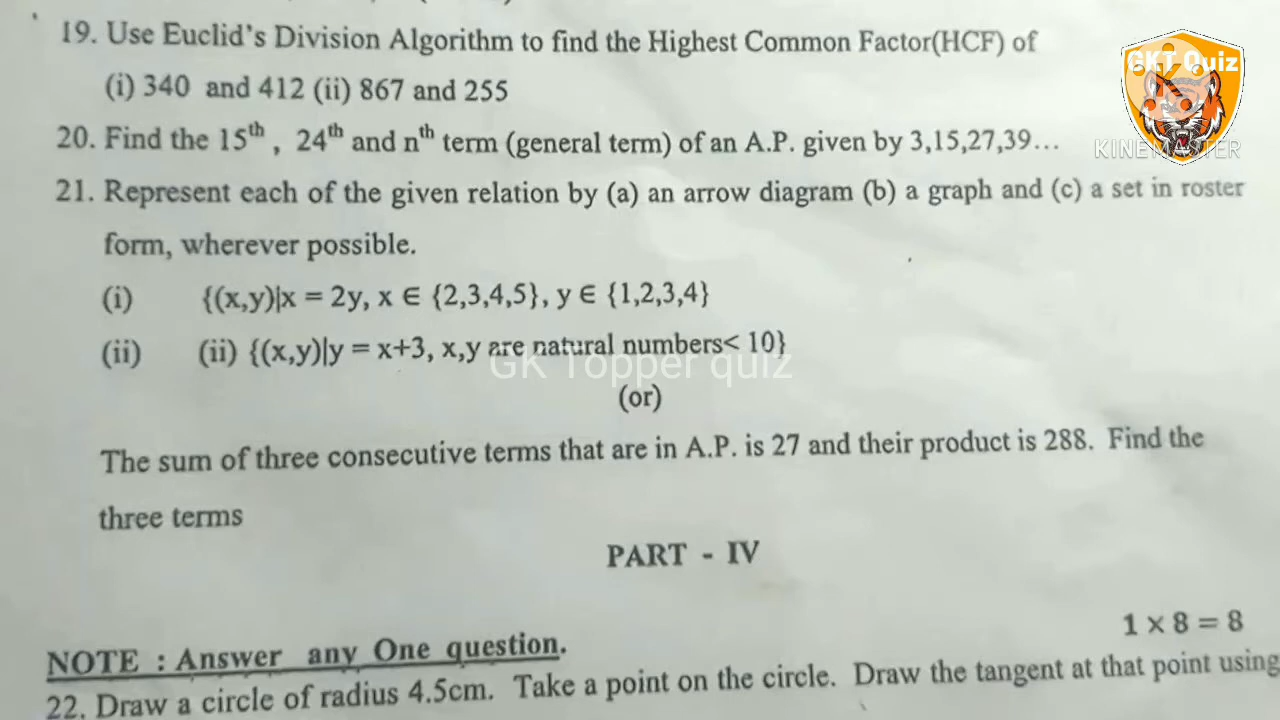 19. Use Euclid's Division Algorithm to find the Highest Common Factor(HCF) of
(i) 340 and 412 (ii) 867 and 255
20. Find the 15th , 24th and nth term (general term) of an A.P. given by 3,15,27,39...
21. Represent each of the given relation by (a) an arrow diagram (b) a graph and (c) a set in roster
form, wherever possible.
(i) {(x,y)|x = 2y, x ∈ {2,3,4,5}, y ∈ {1,2,3,4}
(ii) (ii) {(x,y)|y = x+3, x,y are natural numbers< 10}
(or)
The sum of three consecutive terms that are in A.P. is 27 and their product is 288. Find the
three terms
PART - IV
1 × 8 = 8
NOTE : Answer any One question.
22. Draw a circle of radius 4.5cm. Take a point on the circle. Draw the tangent at that point using
GKT Quiz
KINEMASTER
GK Topper quiz